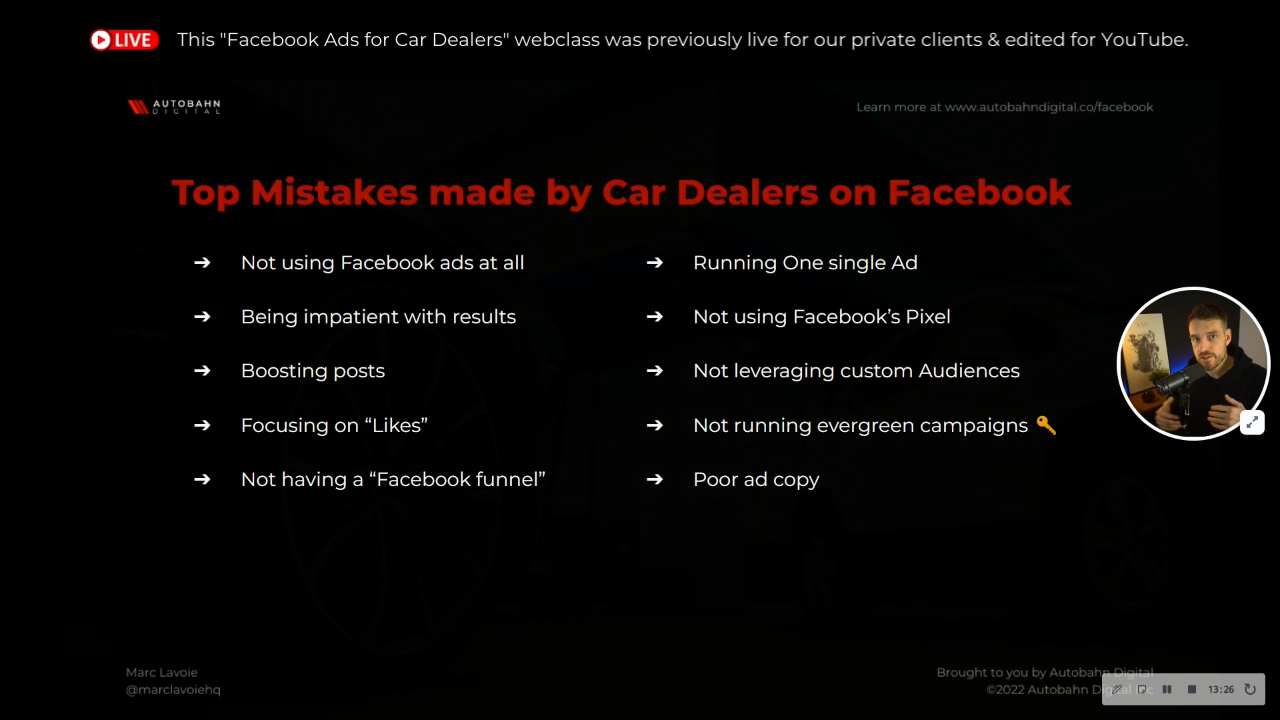 LIVE
This "Facebook Ads for Car Dealers" webclass was previously live for our private clients & edited for YouTube.
AUTOBAHN
DIGITAL
Learn more at www.autobahndigital.co/facebook
Top Mistakes made by Car Dealers on Facebook
➔ Not using Facebook ads at all
➔ Being impatient with results
➔ Boosting posts
➔ Focusing on “Likes”
➔ Not having a “Facebook funnel”
➔ Running One single Ad
➔ Not using Facebook’s Pixel
➔ Not leveraging custom Audiences
➔ Not running evergreen campaigns 🔑
➔ Poor ad copy
Marc Lavoie
@marclavoiehq
Brought to you by Autobahn Digital
©2022 Autobahn Digital Inc
13:26